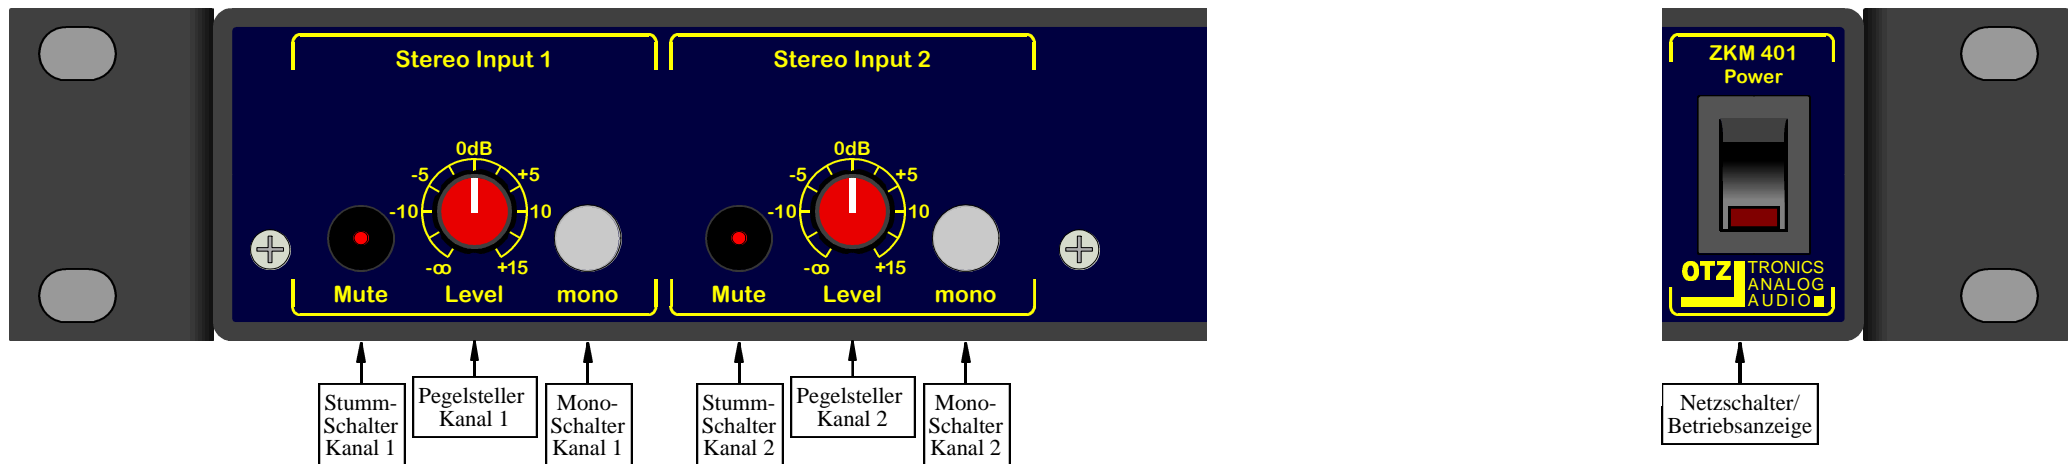 Stereo Input 1
0dB
-5
+5
-10
10
-∞
+15
Mute
Level
mono
Stereo Input 2
0dB
-5
+5
-10
10
-∞
+15
Mute
Level
mono
ZKM 401
Power
OTZ
TRONICS
ANALOG
AUDIO
Stumm-
Schalter
Kanal 1
Pegelsteller
Kanal 1
Mono-
Schalter
Kanal 1
Stumm-
Schalter
Kanal 2
Pegelsteller
Kanal 2
Mono-
Schalter
Kanal 2
Netzschalter/
Betriebsanzeige